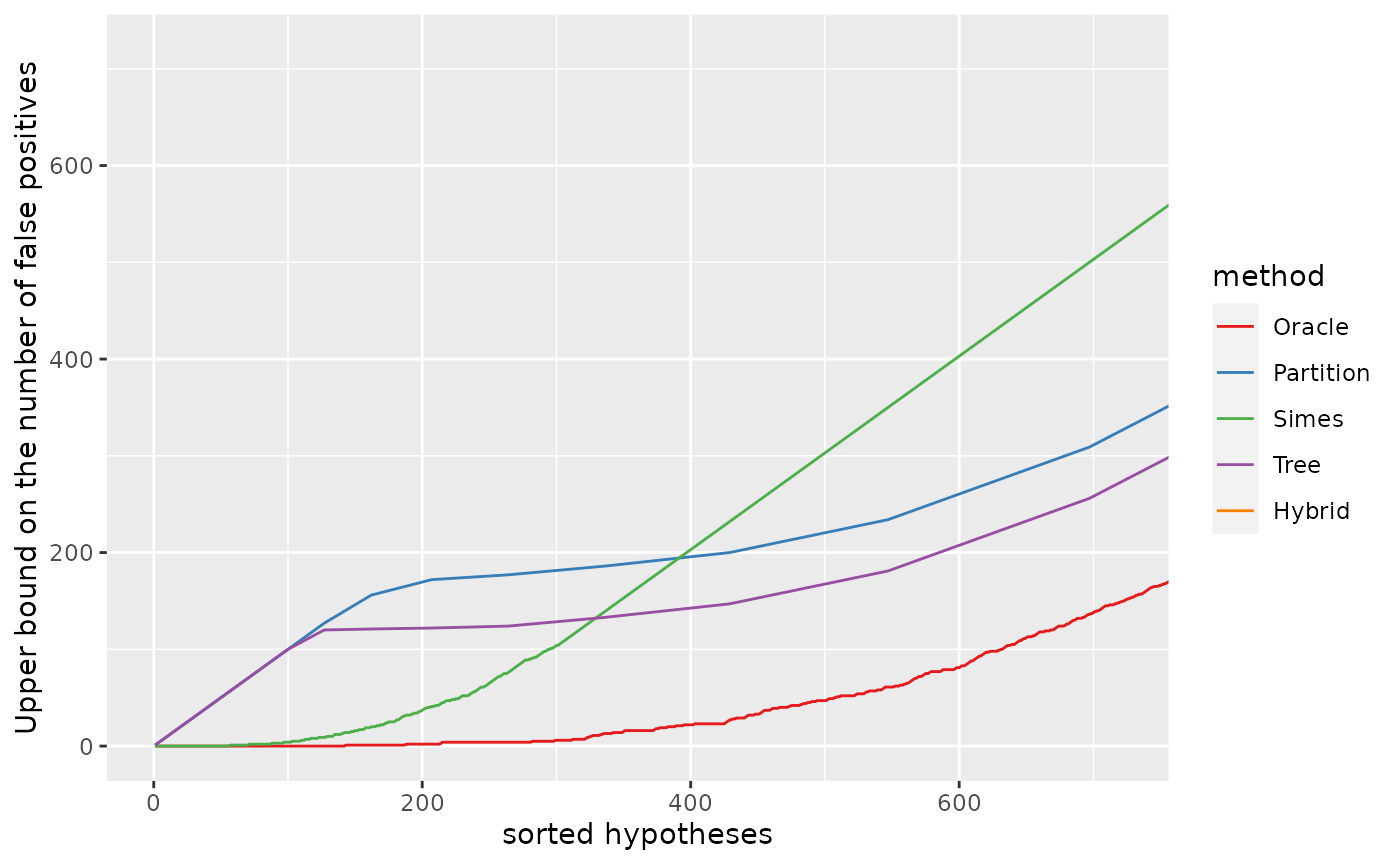 Upper bound on the number of false positives
600
400
200
0
0 200 400 600
sorted hypotheses
method
Oracle
Partition
Simes
Tree
Hybrid